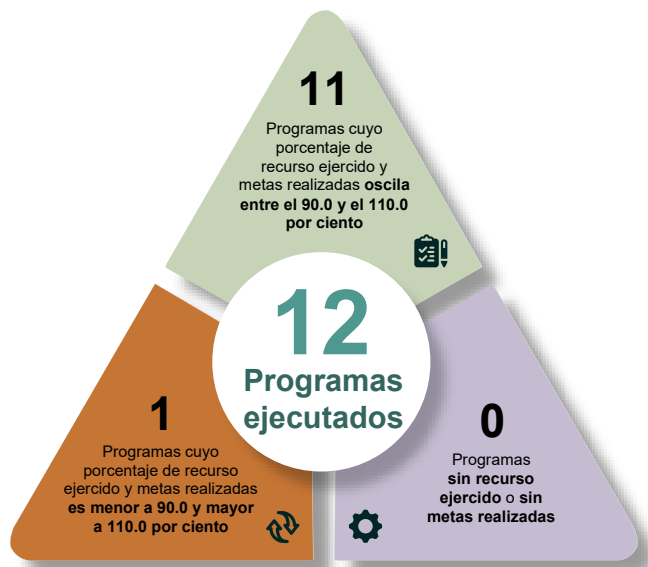 11
Programas cuyo
porcentaje de
recurso ejercido y
metas realizadas oscila
entre el 90.0 y el 110.0
por ciento
12
Programas
ejecutados
1
Programas cuyo
porcentaje de recurso
ejercido y metas realizadas
es menor a 90.0 y mayor
a 110.0 por ciento
0
Programas
sin recurso
ejercido o sin
metas realizadas